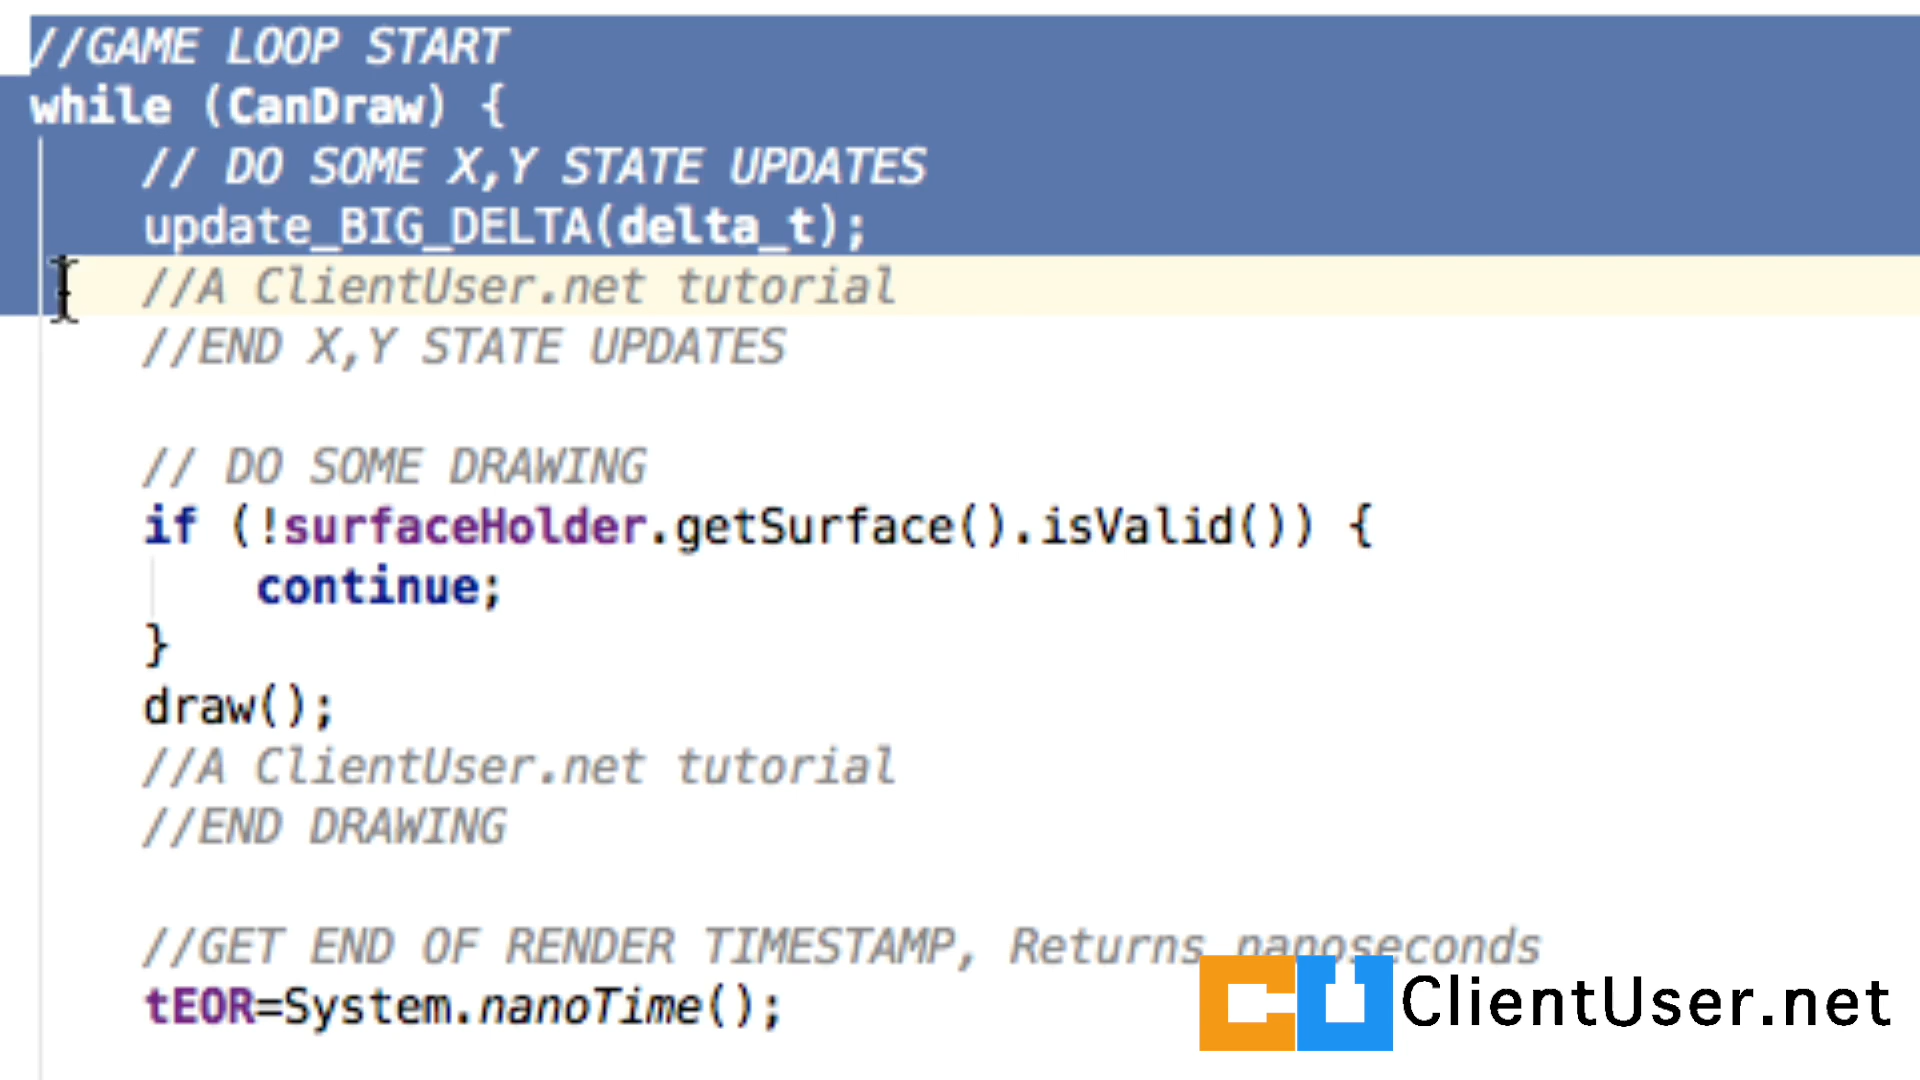 //GAME LOOP START
while (CanDraw) {
// DO SOME X,Y STATE UPDATES
update_BIG_DELTA(delta_t);
//A ClientUser.net tutorial
//END X,Y STATE UPDATES
// DO SOME DRAWING
if (!surfaceHolder.getSurface().isValid()) {
continue;
}
draw();
//A ClientUser.net tutorial
//END DRAWING
//GET END OF RENDER TIMESTAMP, Returns nanoseconds
tEOR=System.nanoTime();
CU ClientUser.net